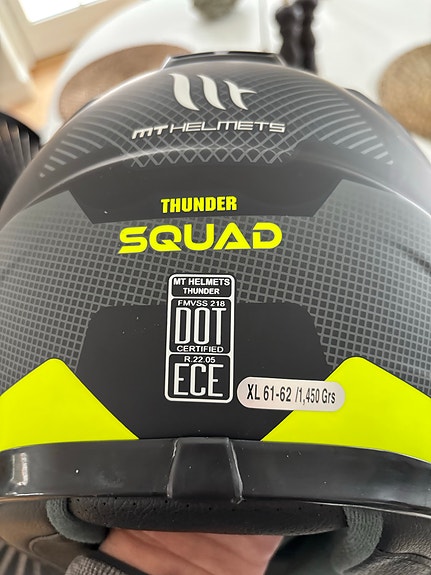 MT HELMETS
THUNDER
SQUAD
MT HELMETS
THUNDER
FMVSS 218
DOT
CERTIFIED
R.22.05
ECE
XL 61-62 /1,450 Grs